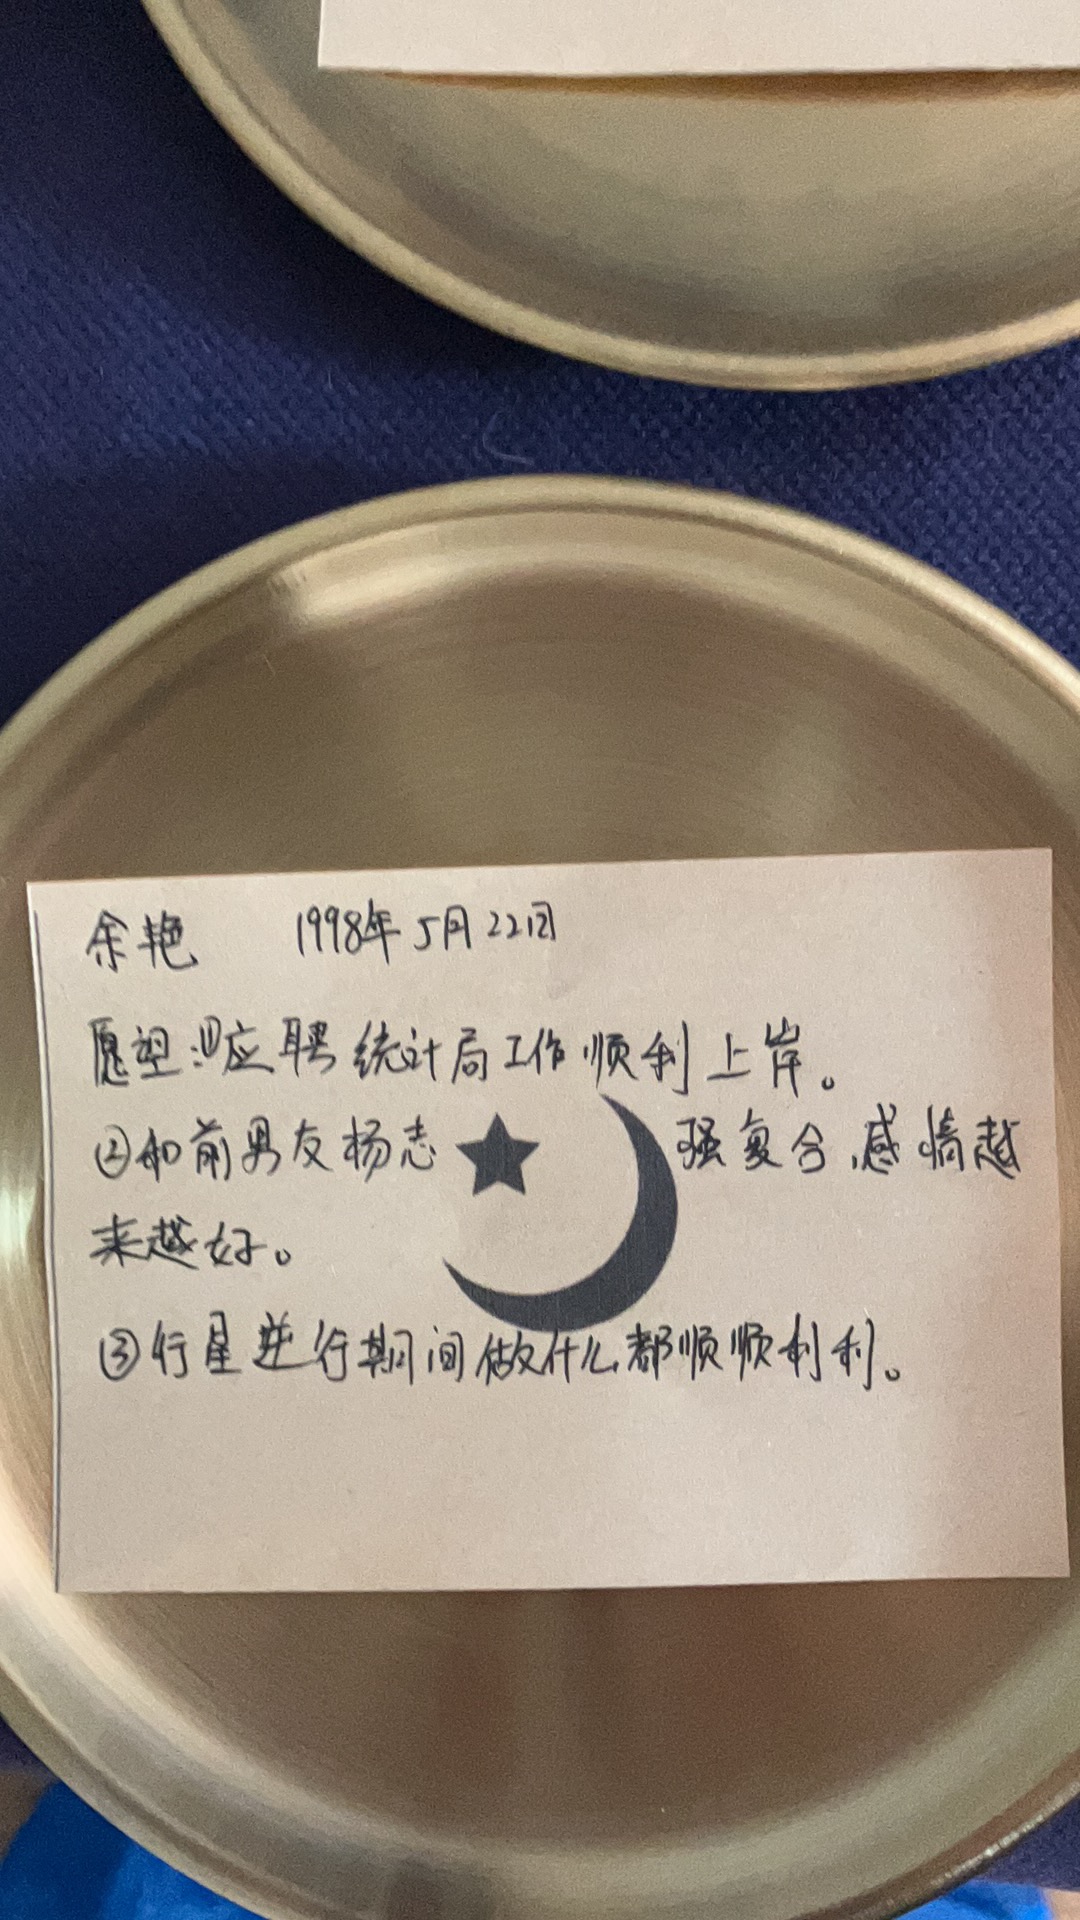 余艳 1998年5月22日
愿望:①应聘统计局工作顺利上岸。
②和前男友杨志强复合,感情越
来越好。
③行星逆行期间做什么都顺顺利利。